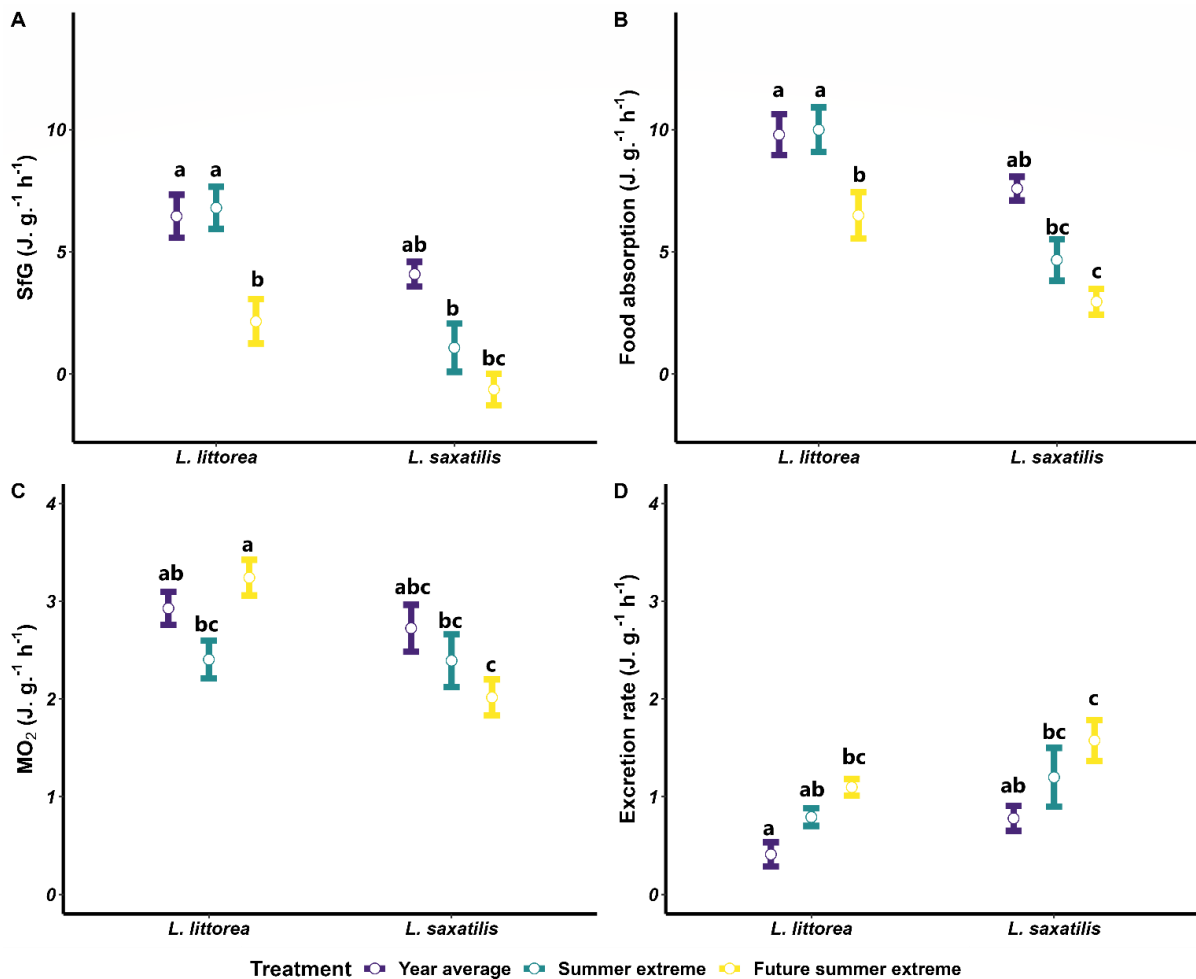 A
SfG (J. g.⁻¹ h⁻¹)
10
5
0
a
a
b
ab
b
bc
L. littorea
L. saxatilis
B
Food absorption (J. g.⁻¹ h⁻¹)
10
5
0
a
a
b
ab
bc
c
L. littorea
L. saxatilis
C
MO₂ (J. g.⁻¹ h⁻¹)
4
3
2
1
0
ab
bc
a
abc
bc
c
L. littorea
L. saxatilis
D
Excretion rate (J. g.⁻¹ h⁻¹)
4
3
2
1
0
a
ab
bc
ab
bc
c
L. littorea
L. saxatilis
Treatment Year average Summer extreme Future summer extreme